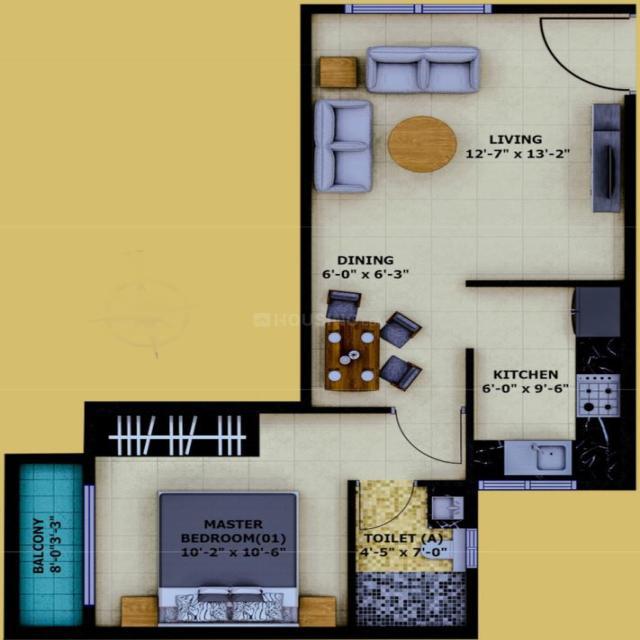 LIVING
12'-7" x 13'-2"
DINING
6'-0" x 6'-3"
KITCHEN
6'-0" x 9'-6"
MASTER
BEDROOM(01)
10'-2" x 10'-6"
TOILET (A)
4'-5" x 7'-0"
BALCONY
8'-0"3'-3"